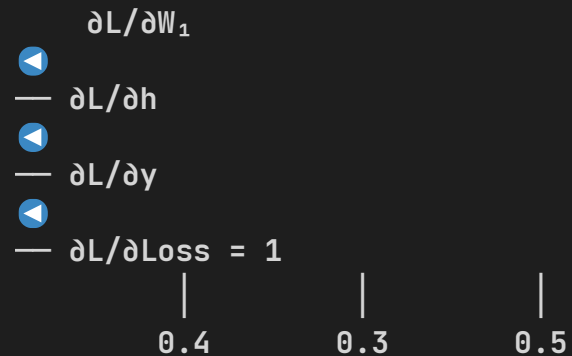 ∂L/∂W₁
◀
── ∂L/∂h
◀
── ∂L/∂y
◀
── ∂L/∂Loss = 1
│ │ │
0.4 0.3 0.5